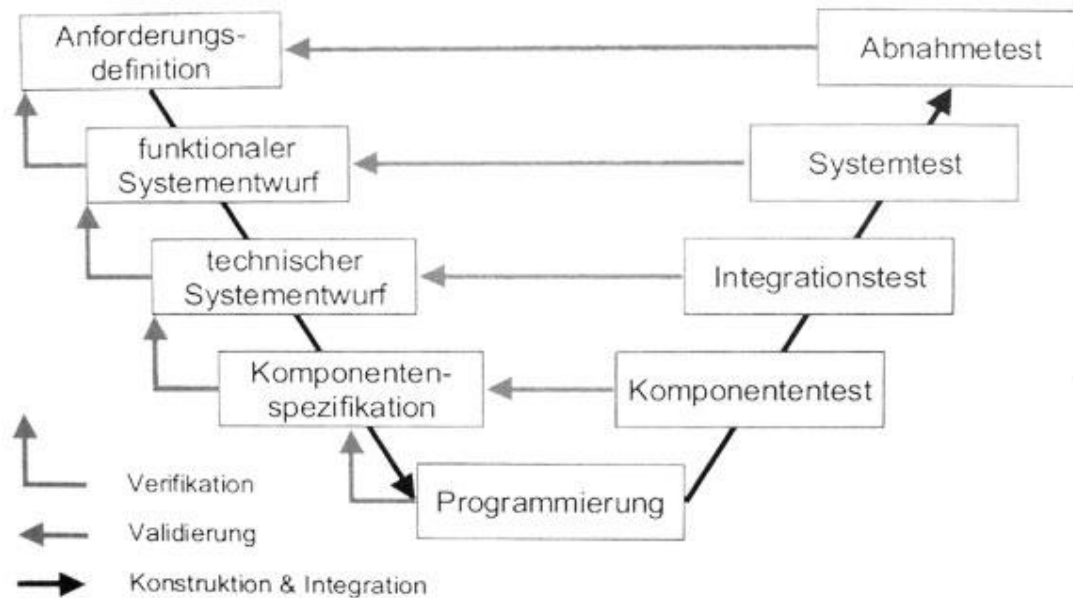 Anforderungs-
definition
Abnahmetest
funktionaler
Systementwurf
Systemtest
technischer
Systementwurf
Integrationstest
Komponenten-
spezifikation
Komponententest
Programmierung
Verifikation
Validierung
Konstruktion & Integration